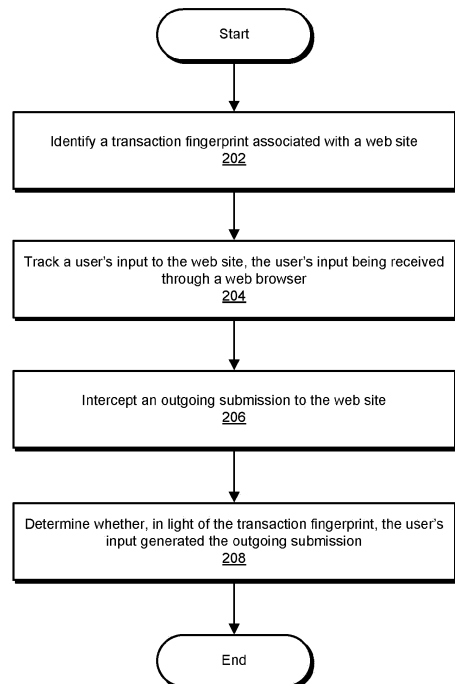 Start
Identify a transaction fingerprint associated with a web site
202
Track a user's input to the web site, the user's input being received
through a web browser
204
Intercept an outgoing submission to the web site
206
Determine whether, in light of the transaction fingerprint, the user's
input generated the outgoing submission
208
End